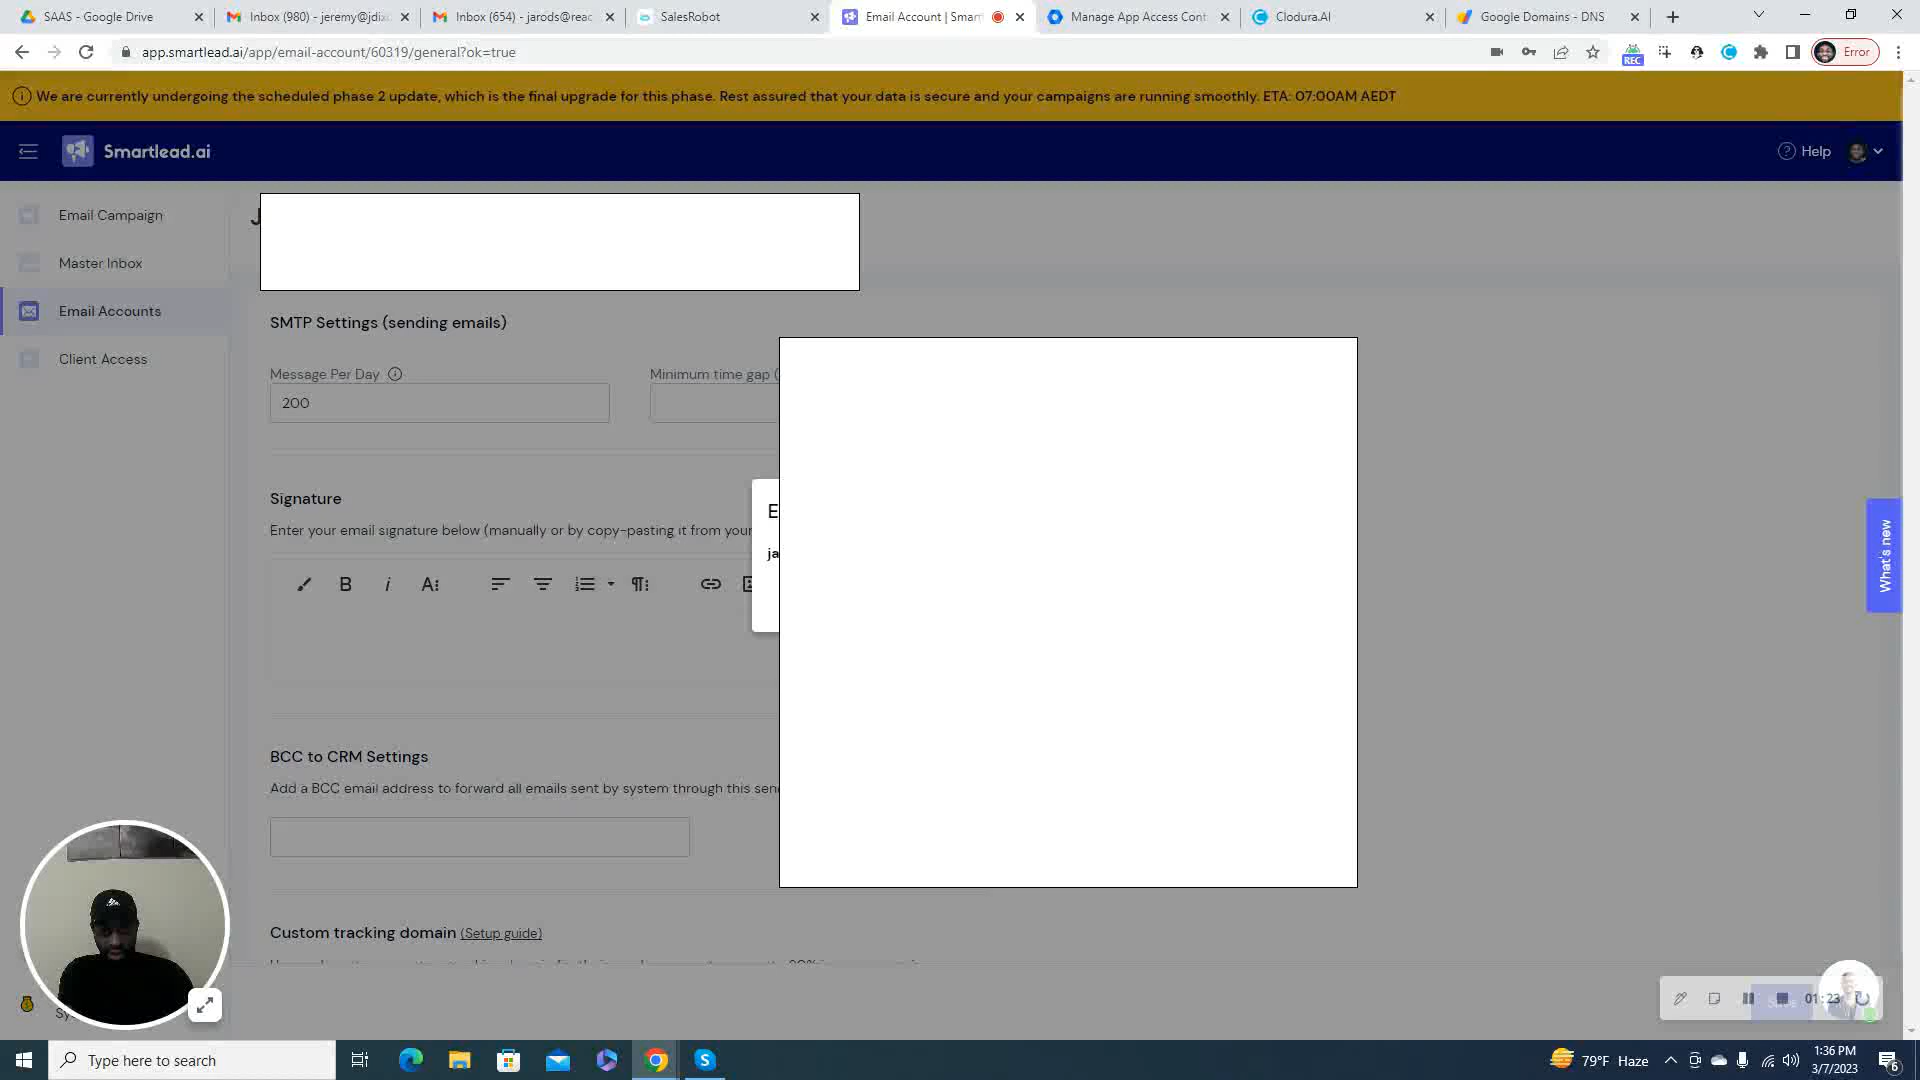 SAAS - Google Drive
Inbox (980) - jeremy@jdix
Inbox (654) - jarods@reac
SalesRobot
Email Account | Smar
Manage App Access Cont
Clodura.AI
Google Domains - DNS
app.smartlead.ai/app/email-account/60319/general?ok=true
REC
Error
We are currently undergoing the scheduled phase 2 update, which is the final upgrade for this phase. Rest assured that your data is secure and your campaigns are running smoothly. ETA: 07:00AM AEDT
Smartlead.ai
Help
Email Campaign
J
Master Inbox
Email Accounts
Client Access
SMTP Settings (sending emails)
Message Per Day
Minimum time gap (
200
Signature
Enter your email signature below (manually or by copy-pasting it from your
E
ja
What's new
BCC to CRM Settings
Add a BCC email address to forward all emails sent by system through this sen
Custom tracking domain (Setup guide)
01:23
Type here to search
79°F Haze
1:36 PM
3/7/2023
6